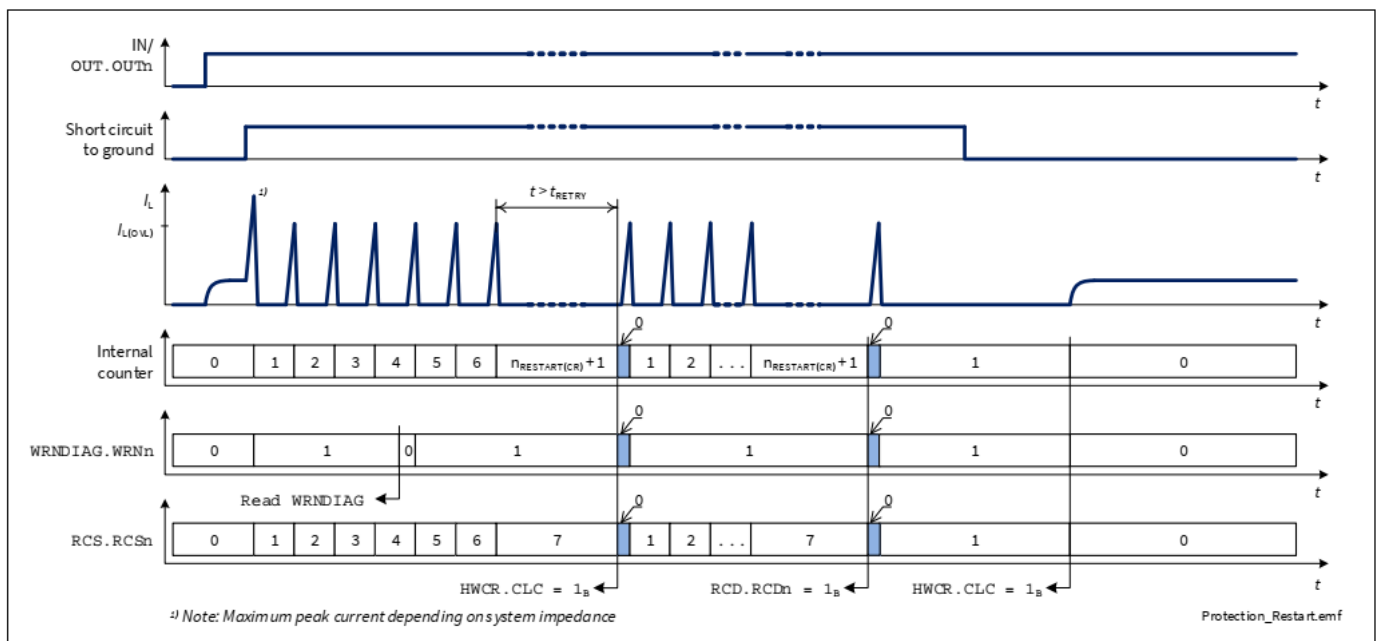 IN/
OUT.OUTn
t
Short circuit
to ground
t
1)
t > tRETRY
IL
IL(OVL)
t
0 0
Internal
counter
0 1 2 3 4 5 6 nRESTART(CR)+1 1 2 ... nRESTART(CR)+1 1 0
t
0 0
WRNDIAG.WRNn
0 1 0 1 1 1 0
t
Read WRNDIAG
0 0
RCS.RCSn
0 1 2 3 4 5 6 7 1 2 ... 7 1 0
t
HWCR.CLC = 1B RCD.RCDn = 1B HWCR.CLC = 1B
1) Note: Maximum peak current depending on system impedance
Protection_Restart.emf